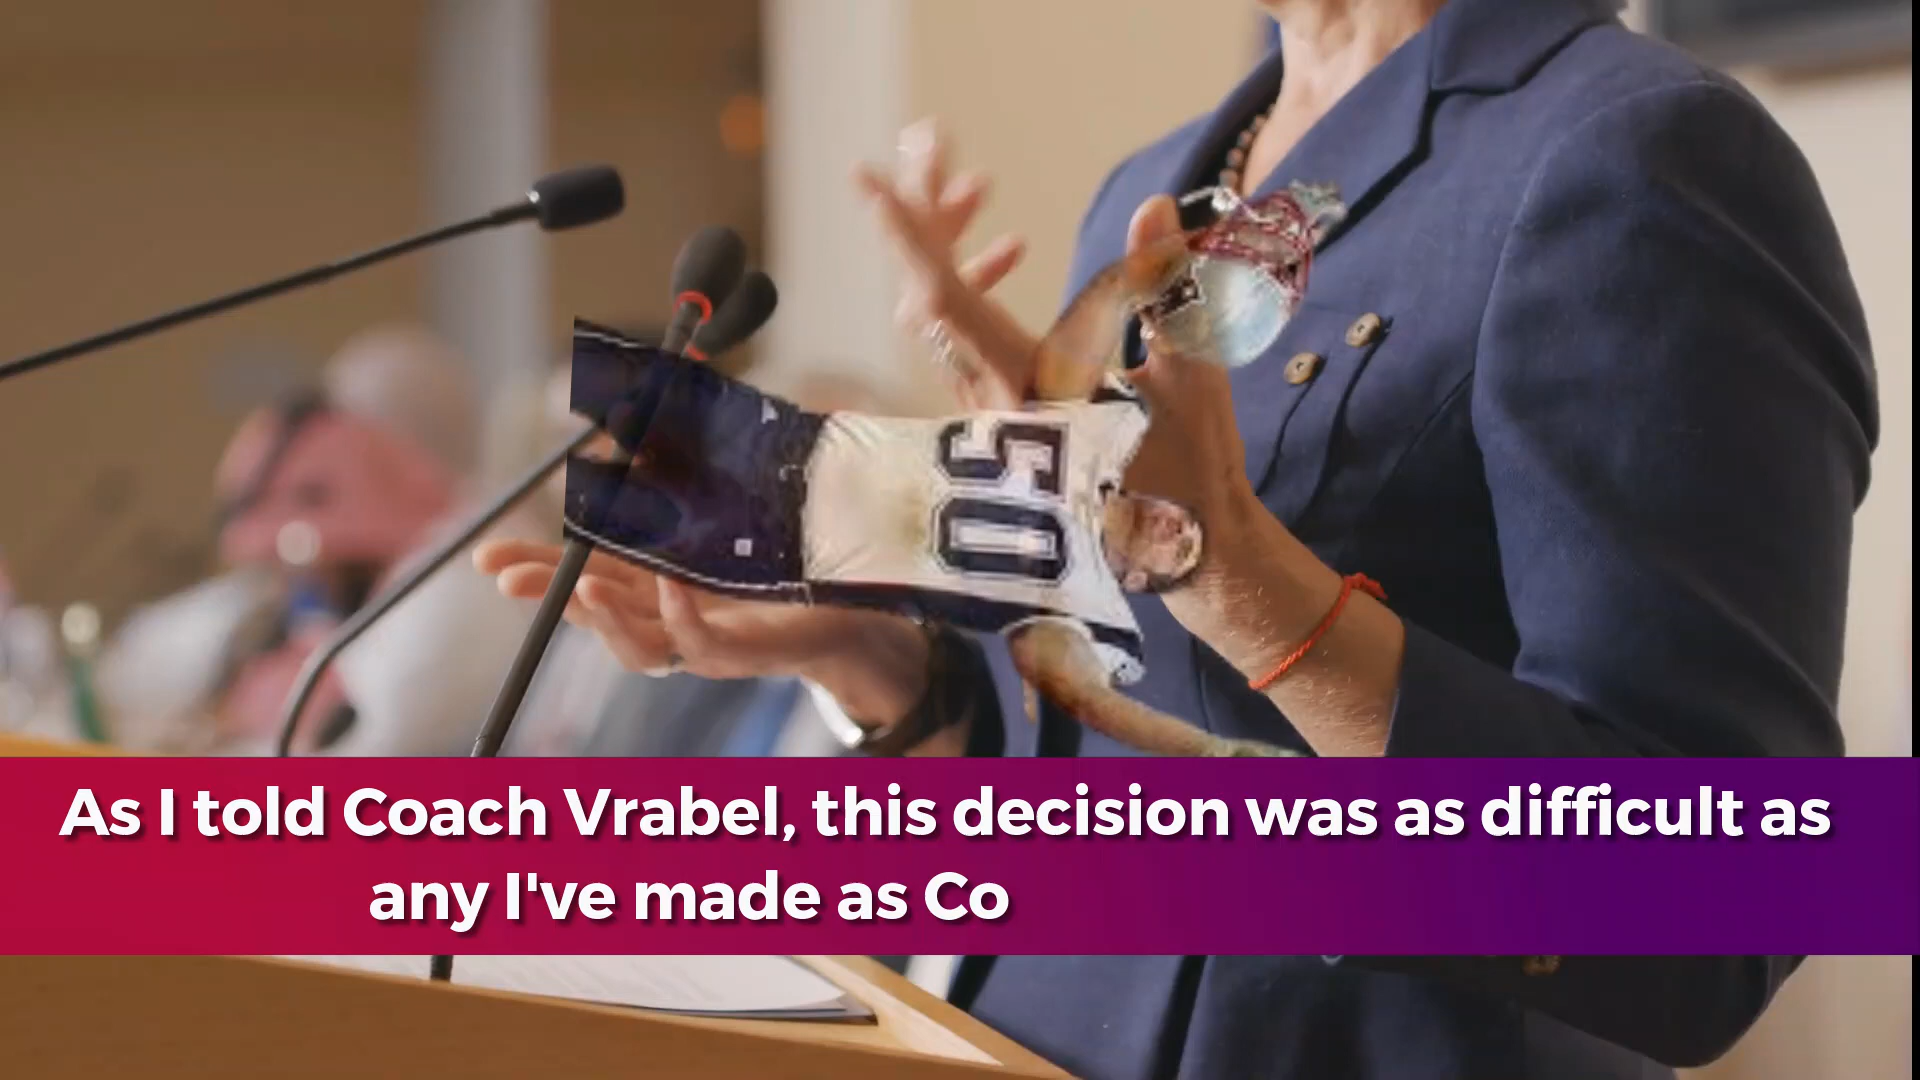 50
As I told Coach Vrabel, this decision was as difficult as
any I've made as Co